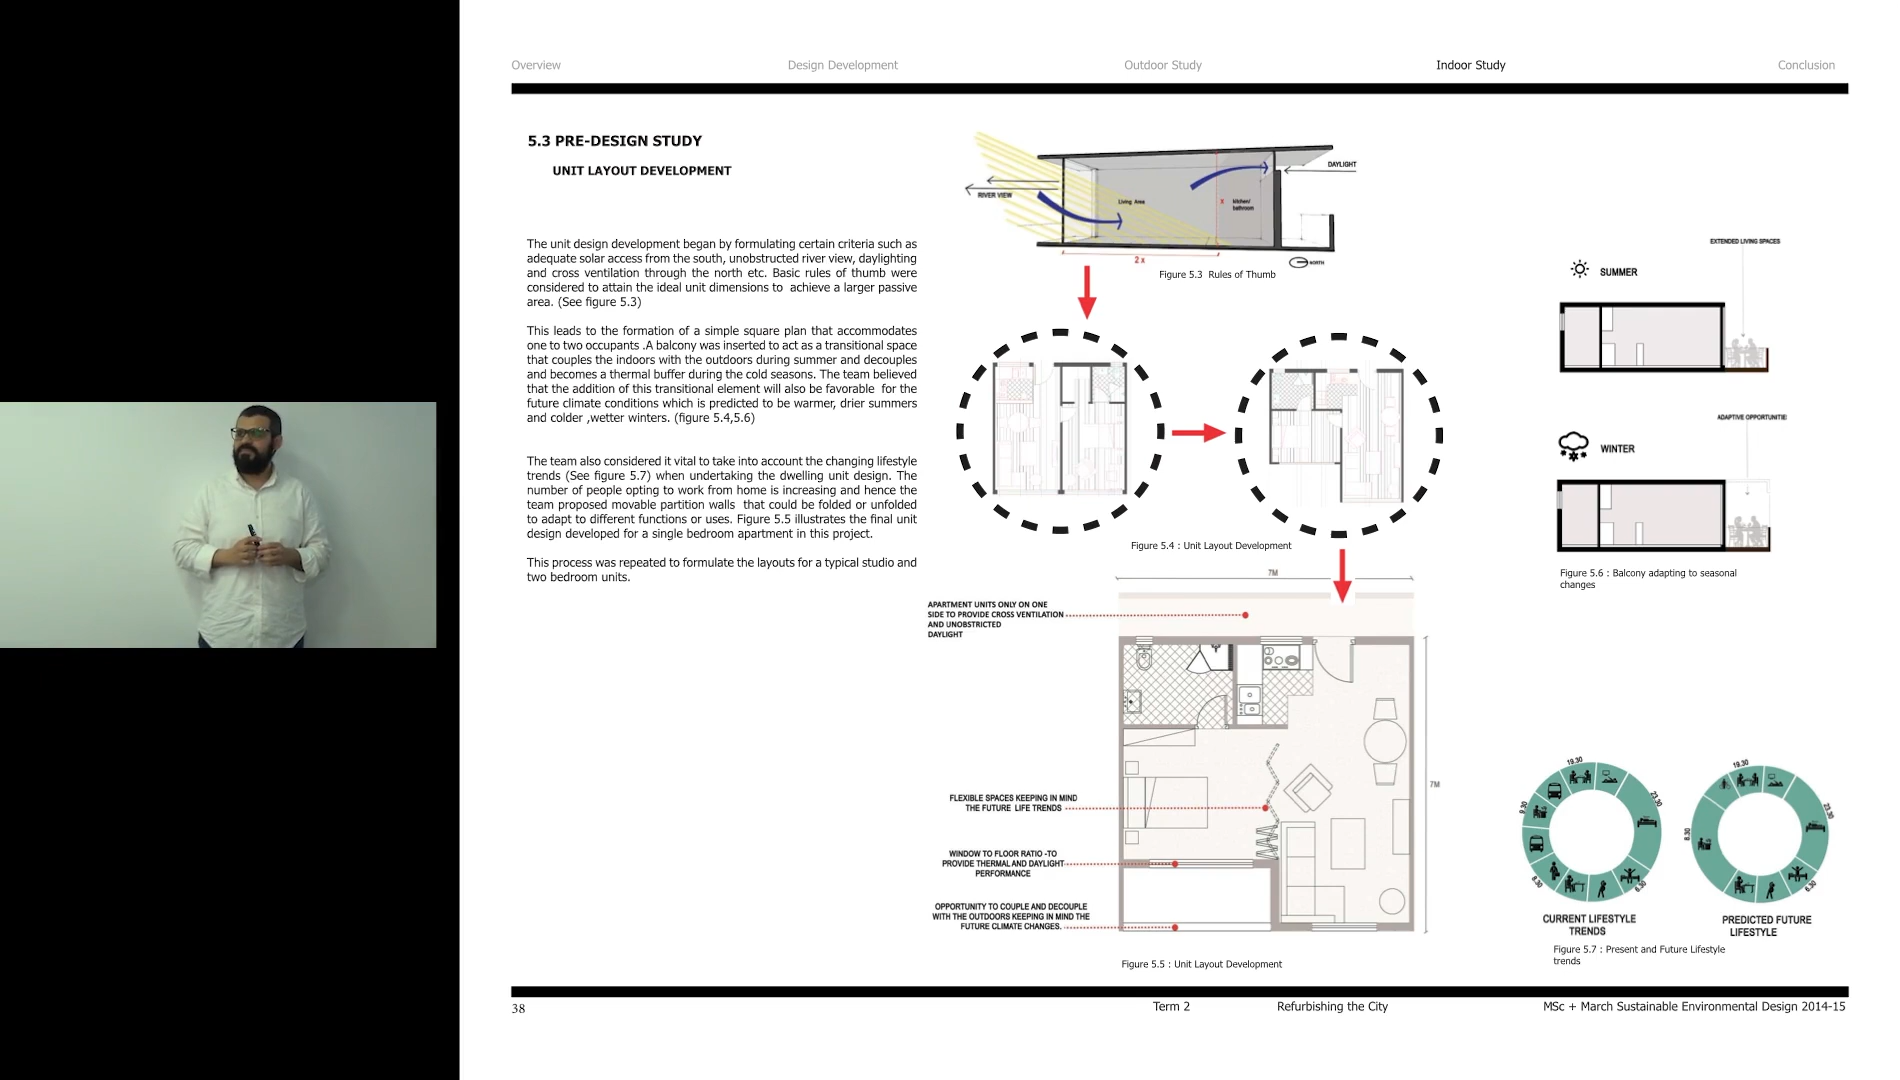 Overview
Design Development
Outdoor Study
Indoor Study
Conclusion
5.3 PRE-DESIGN STUDY
UNIT LAYOUT DEVELOPMENT
The unit design development began by formulating certain criteria such as
adequate solar access from the south, unobstructed river view, daylighting
and cross ventilation through the north etc. Basic rules of thumb were
considered to attain the ideal unit dimensions to achieve a larger passive
area. (See figure 5.3)
This leads to the formation of a simple square plan that accommodates
one to two occupants .A balcony was inserted to act as a transitional space
that couples the indoors with the outdoors during summer and decouples
and becomes a thermal buffer during the cold seasons. The team believed
that the addition of this transitional element will also be favorable for the
future climate conditions which is predicted to be warmer, drier summers
and colder ,wetter winters. (figure 5.4,5.6)
The team also considered it vital to take into account the changing lifestyle
trends (See figure 5.7) when undertaking the dwelling unit design. The
number of people opting to work from home is increasing and hence the
team proposed movable partition walls that could be folded or unfolded
to adapt to different functions or uses. Figure 5.5 illustrates the final unit
design developed for a single bedroom apartment in this project.
This process was repeated to formulate the layouts for a typical studio and
two bedroom units.
DAYLIGHT
RIVER VIEW
Living Area
X
kitchen/
bathroom
2 x
NORTH
Figure 5.3 Rules of Thumb
Figure 5.4 : Unit Layout Development
7M
APARTMENT UNITS ONLY ON ONE
SIDE TO PROVIDE CROSS VENTILATION
AND UNOBSTRICTED
DAYLIGHT
7M
FLEXIBLE SPACES KEEPING IN MIND
THE FUTURE LIFE TRENDS
WINDOW TO FLOOR RATIO -TO
PROVIDE THERMAL AND DAYLIGHT
PERFORMANCE
OPPORTUNITY TO COUPLE AND DECOUPLE
WITH THE OUTDOORS KEEPING IN MIND THE
FUTURE CLIMATE CHANGES.
Figure 5.5 : Unit Layout Development
EXTENDED LIVING SPACES
SUMMER
ADAPTIVE OPPORTUNITIE
WINTER
Figure 5.6 : Balcony adapting to seasonal
changes
19.30
23.30
9.30
8.30
6.30
CURRENT LIFESTYLE
TRENDS
19.30
23.30
8.30
6.30
PREDICTED FUTURE
LIFESTYLE
Figure 5.7 : Present and Future Lifestyle
trends
38
Term 2
Refurbishing the City
MSc + March Sustainable Environmental Design 2014-15